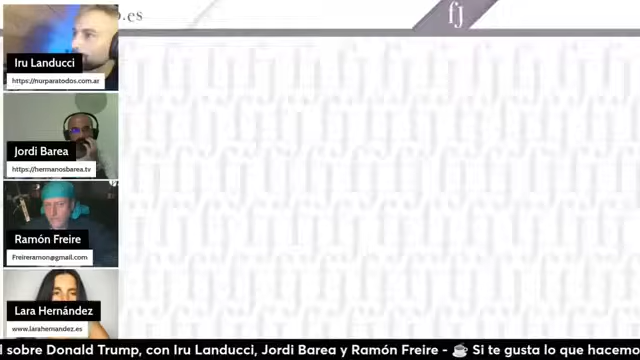 o.es
fj
Iru Landucci
https://nurparatodos.com.ar
Jordi Barea
https://hermanosbarea.tv
Ramón Freire
Freireramon@gmail.com
Lara Hernández
www.larahernandez.es
l sobre Donald Trump, con Iru Landucci, Jordi Barea y Ramón Freire - ☕ Si te gusta lo que hacemo